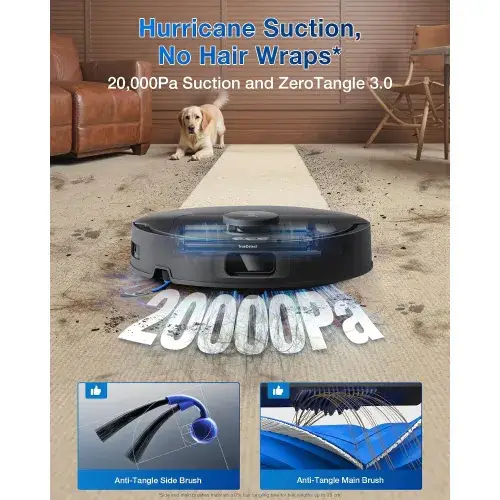 Hurricane Suction,
No Hair Wraps*
20,000Pa Suction and ZeroTangle 3.0
TrueDetect
20000Pa
Anti-Tangle Side Brush
Anti-Tangle Main Brush